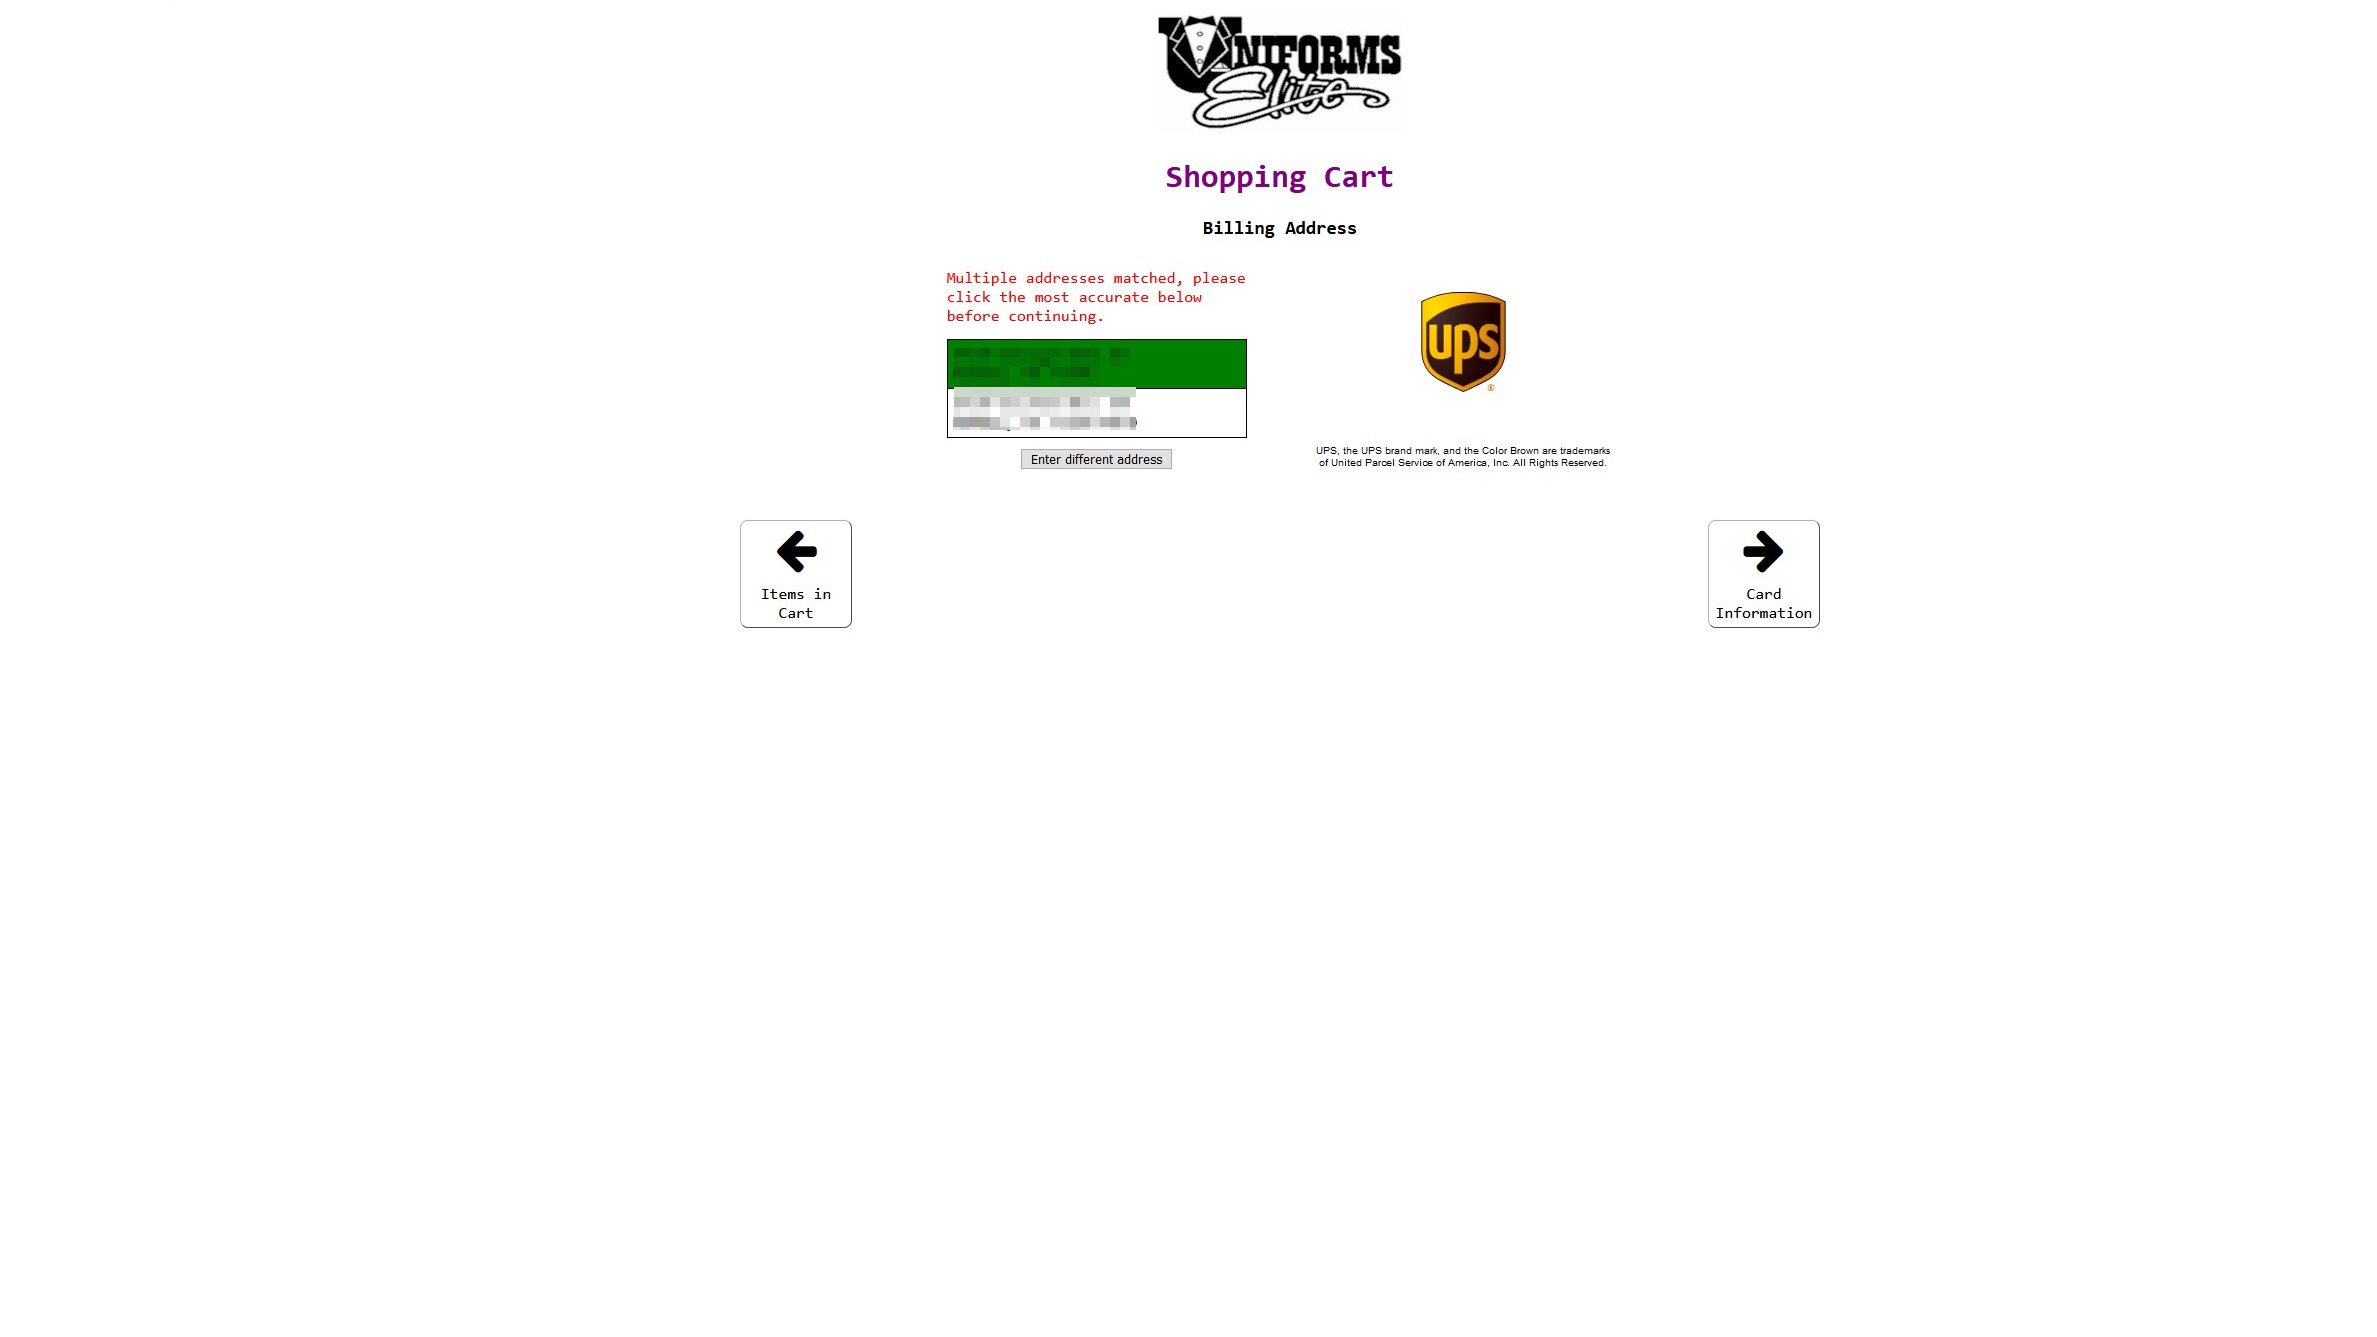 UNIFORMS
Elite
Shopping Cart
Billing Address
Multiple addresses matched, please
click the most accurate below
before continuing.
Enter different address
ups
®
UPS, the UPS brand mark, and the Color Brown are trademarks
of United Parcel Service of America, Inc. All Rights Reserved.
Items in
Cart
Card
Information